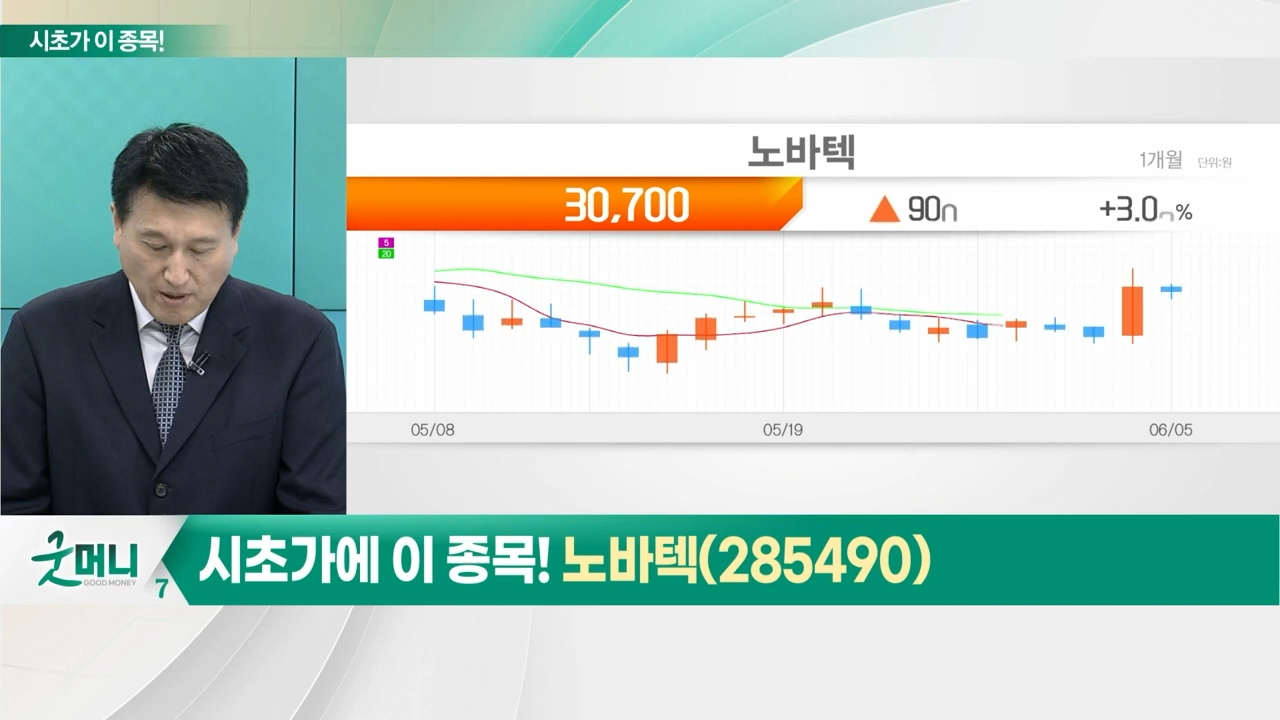 시초가 이 종목!
노바텍
1개월 단위:원
30,700
+3.0
5
20
05/08 05/19 06/05
굿머니
GOOD MONEY
7
시초가에 이 종목! 노바텍(285490)